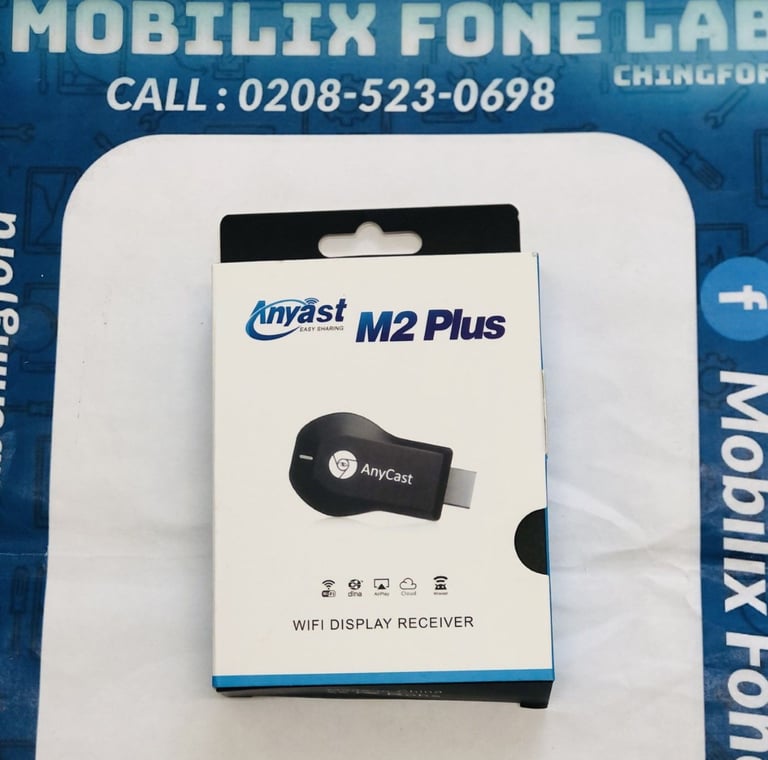 MOBILIX FONE LAB
CHINGFOR
CALL : 0208-523-0698
Anyast
EASY SHARING
M2 Plus
AnyCast
WiFi
dlna
AirPlay
Cloud
WIFI DISPLAY RECEIVER
f
Mobilix Fone